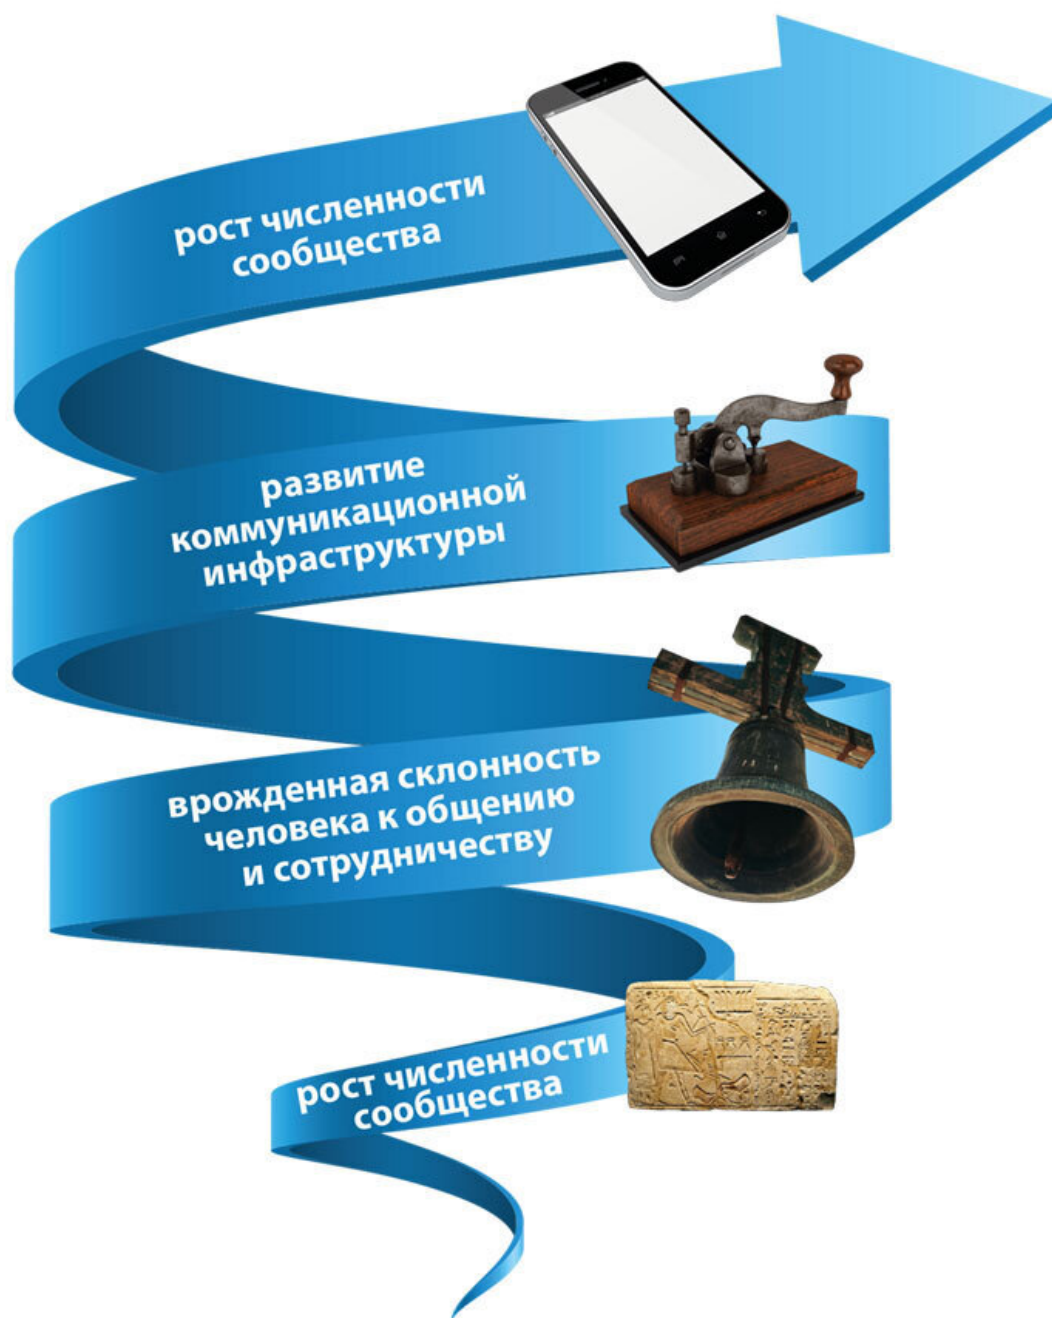 рост численности
сообщества
развитие
коммуникационной
инфраструктуры
врожденная склонность
человека к общению
и сотрудничеству
рост численности
сообщества